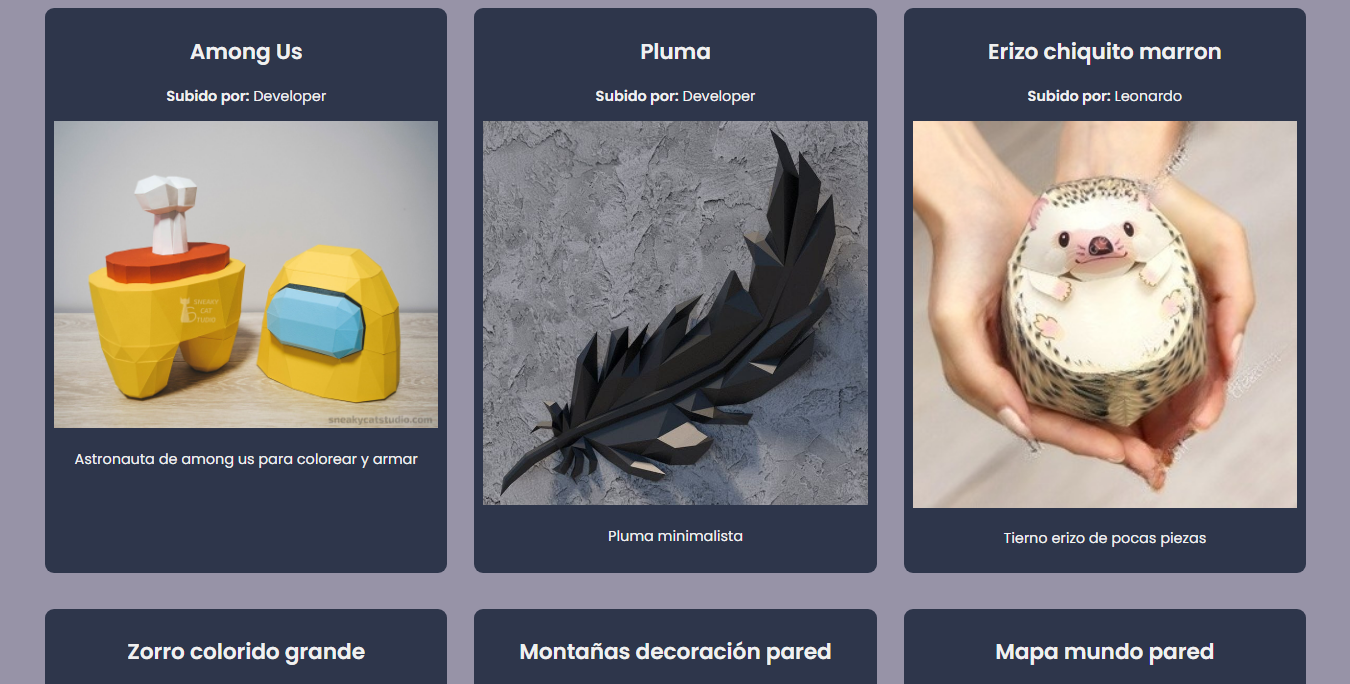 Among Us
Subido por: Developer
SNEAKY
CAT
STUDIO
sneakycatstudio.com
Astronauta de among us para colorear y armar
Pluma
Subido por: Developer
Pluma minimalista
Erizo chiquito marron
Subido por: Leonardo
Tierno erizo de pocas piezas
Zorro colorido grande
Montañas decoración pared
Mapa mundo pared